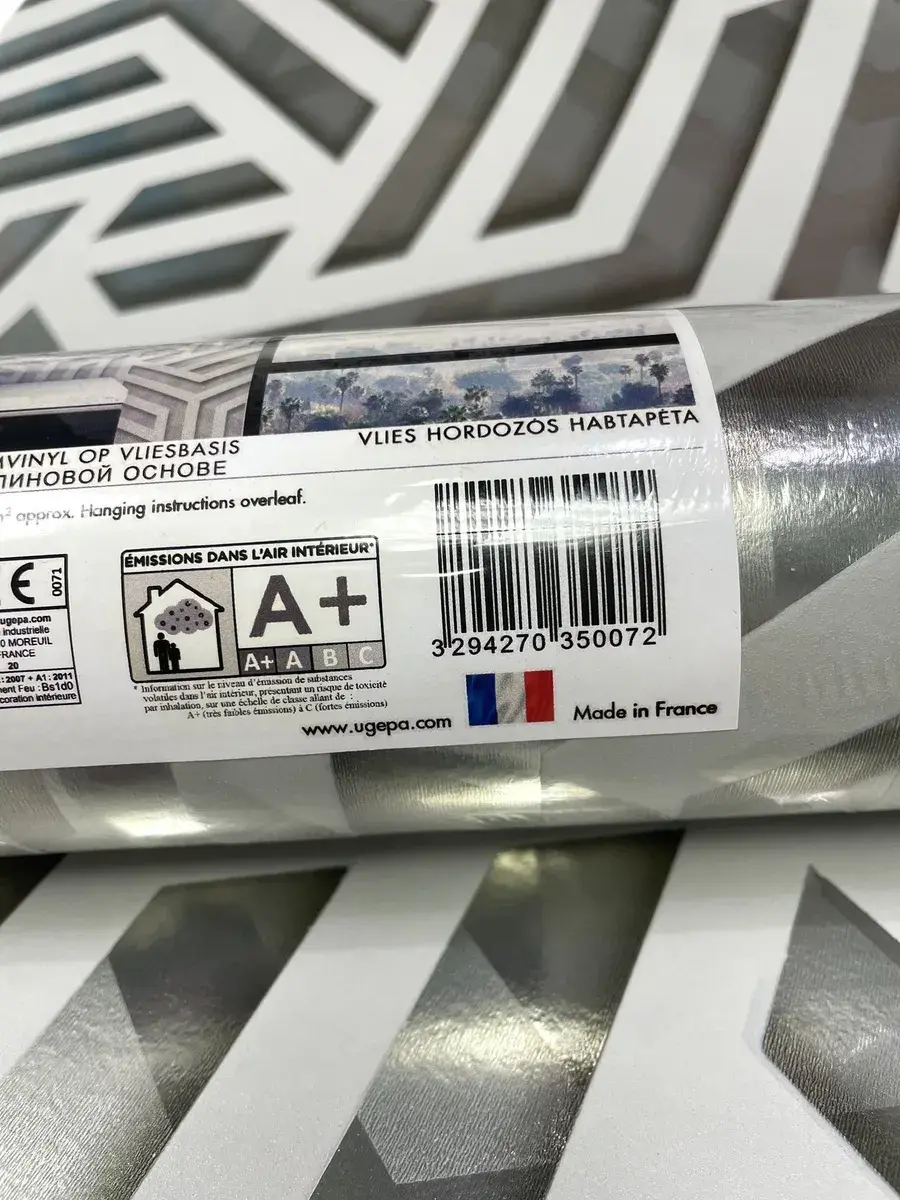 VINYL OP VLIESBASIS
VLIES HORDOZÓS HABTAPÉTA
ЛИНОВОЙ ОСНОВЕ
m² approx. Hanging instructions overleaf.
CE
0071
ugepa.com
industrielle
0 MOREUIL
FRANCE
20
: 2007 + A1 : 2011
ment Feu : Bs1d0
coration intérieure
ÉMISSIONS DANS L'AIR INTÉRIEUR*
A+
A+ A B C
* Information sur le niveau d'émission de substances
volatiles dans l'air intérieur, présentant un risque de toxicité
par inhalation, sur une échelle de classe allant de :
A+ (très faibles émissions) à C (fortes émissions)
3 294270 350072
www.ugepa.com
Made in France